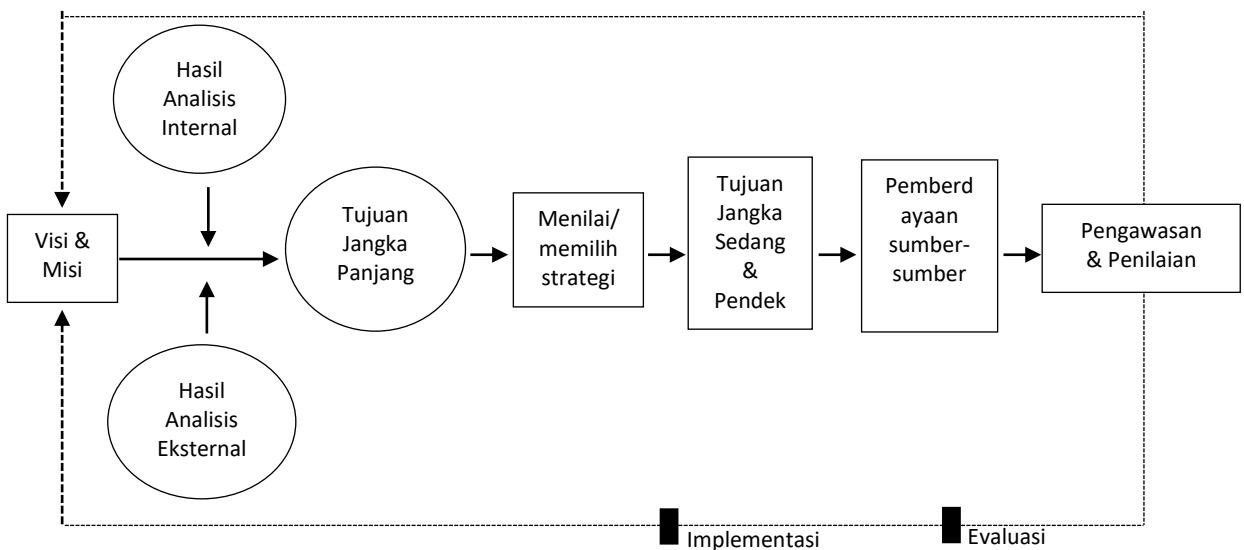 Hasil
Analisis
Internal
Visi &
Misi
Hasil
Analisis
Eksternal
Tujuan
Jangka
Panjang
Menilai/
memilih
strategi
Tujuan
Jangka
Sedang
&
Pendek
Pemberd
ayaan
sumber-
sumber
Pengawasan
& Penilaian
Implementasi
Evaluasi